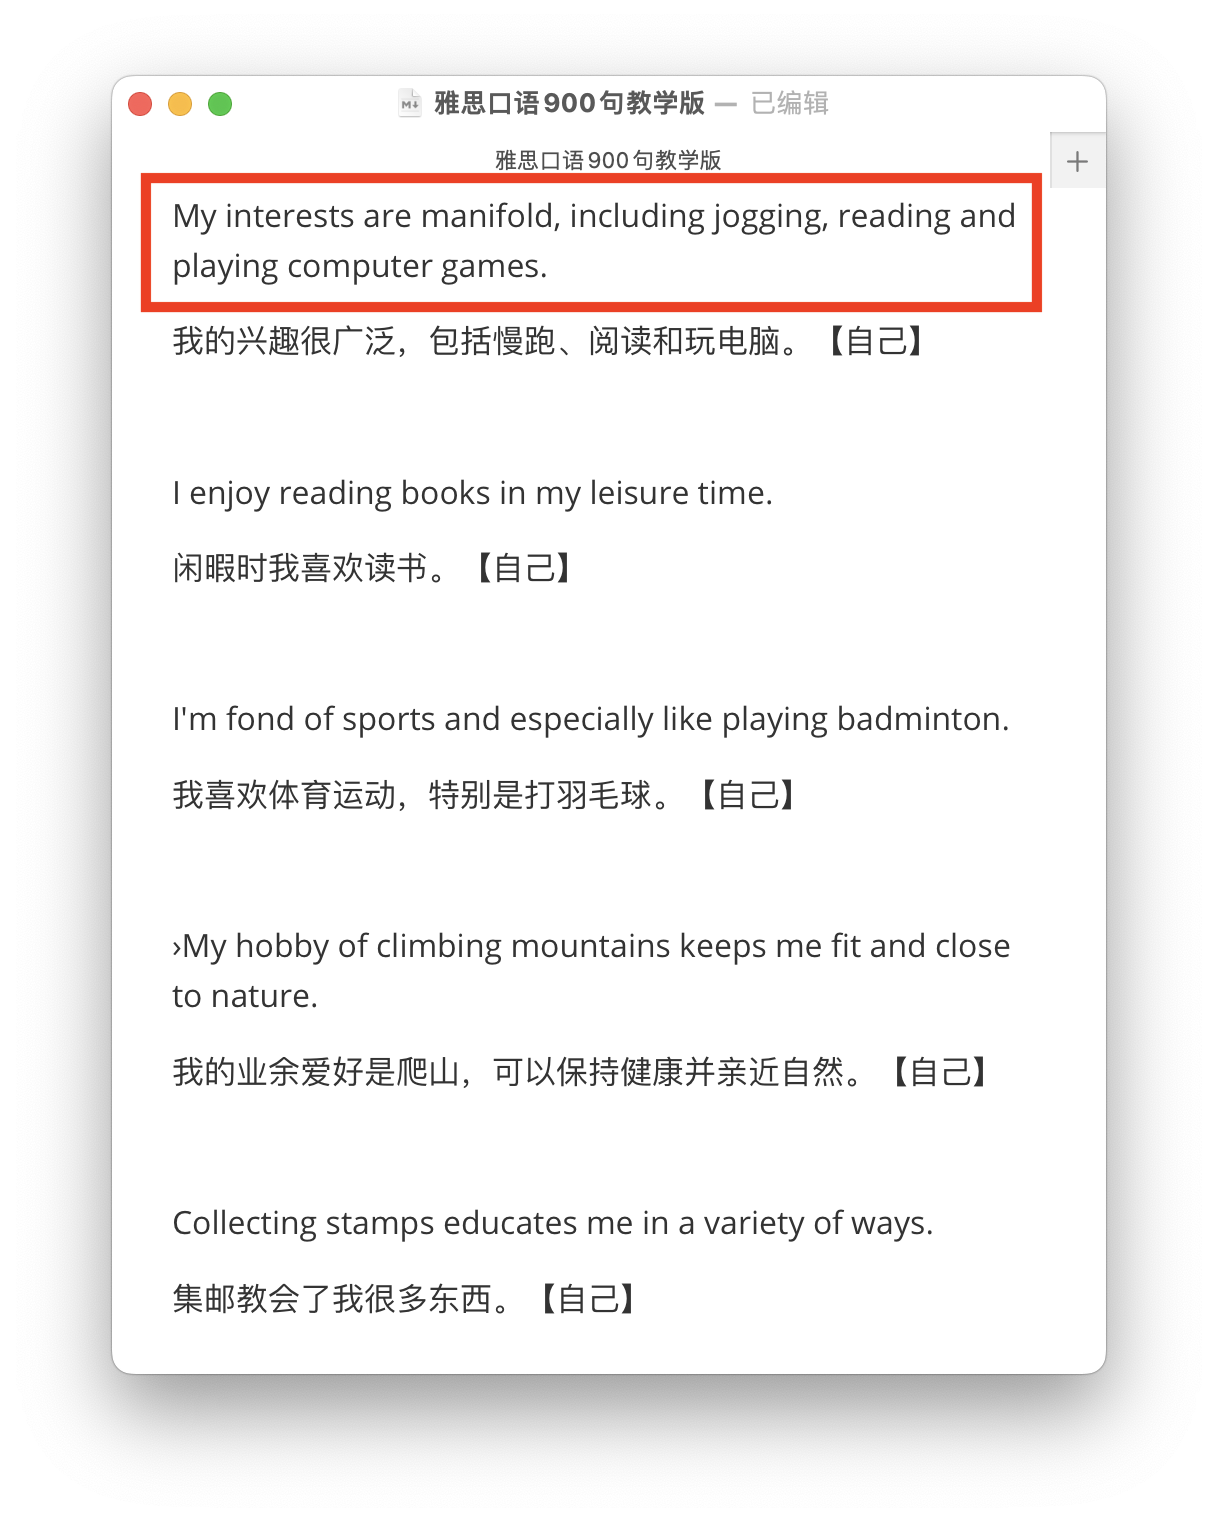 雅思口语900句教学版 — 已编辑
雅思口语900句教学版
+
My interests are manifold, including jogging, reading and
playing computer games.
我的兴趣很广泛，包括慢跑、阅读和玩电脑。【自己】
I enjoy reading books in my leisure time.
闲暇时我喜欢读书。【自己】
I'm fond of sports and especially like playing badminton.
我喜欢体育运动，特别是打羽毛球。【自己】
›My hobby of climbing mountains keeps me fit and close
to nature.
我的业余爱好是爬山，可以保持健康并亲近自然。【自己】
Collecting stamps educates me in a variety of ways.
集邮教会了我很多东西。【自己】